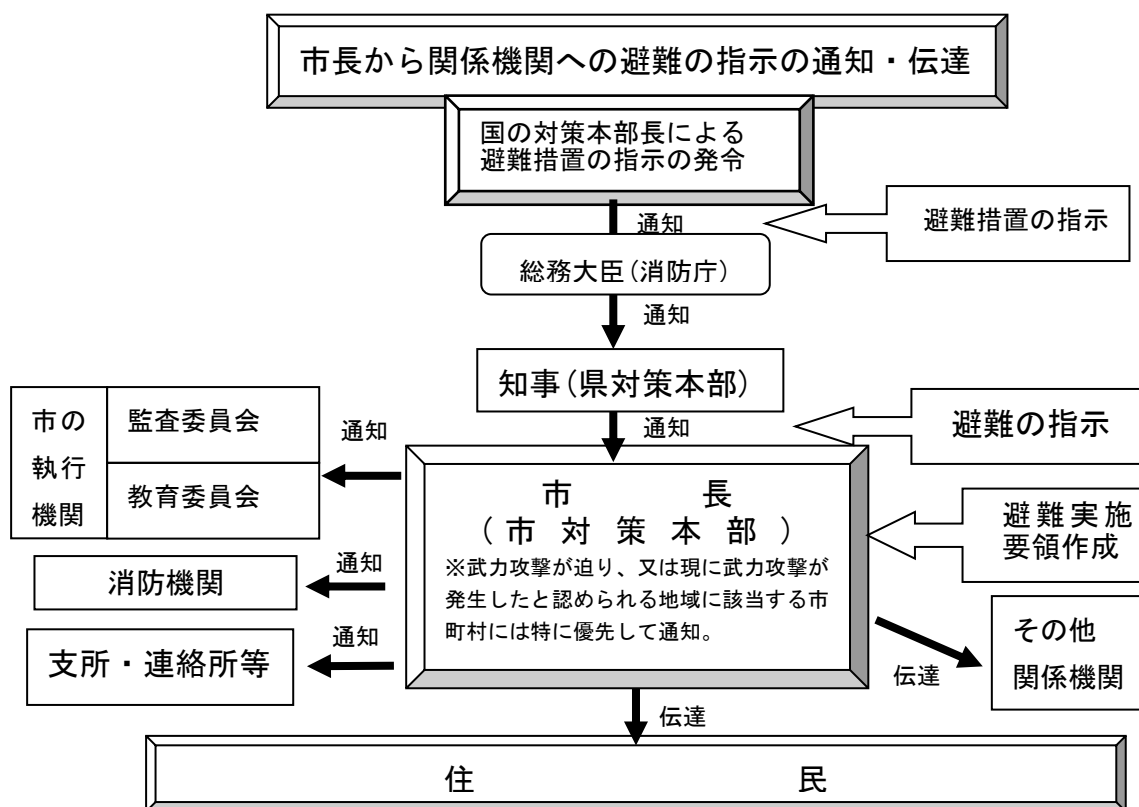 市長から関係機関への避難の指示の通知・伝達
国の対策本部長による
避難措置の指示の発令
通知
避難措置の指示
総務大臣(消防庁)
通知
知事(県対策本部)
通知
避難の指示
市の
執行
機関
監査委員会
教育委員会
通知
市長
(市対策本部)
※武力攻撃が迫り、又は現に武力攻撃が
発生したと認められる地域に該当する市
町村には特に優先して通知。
避難実施
要領作成
消防機関
通知
支所・連絡所等
通知
その他
関係機関
伝達
伝達
住民